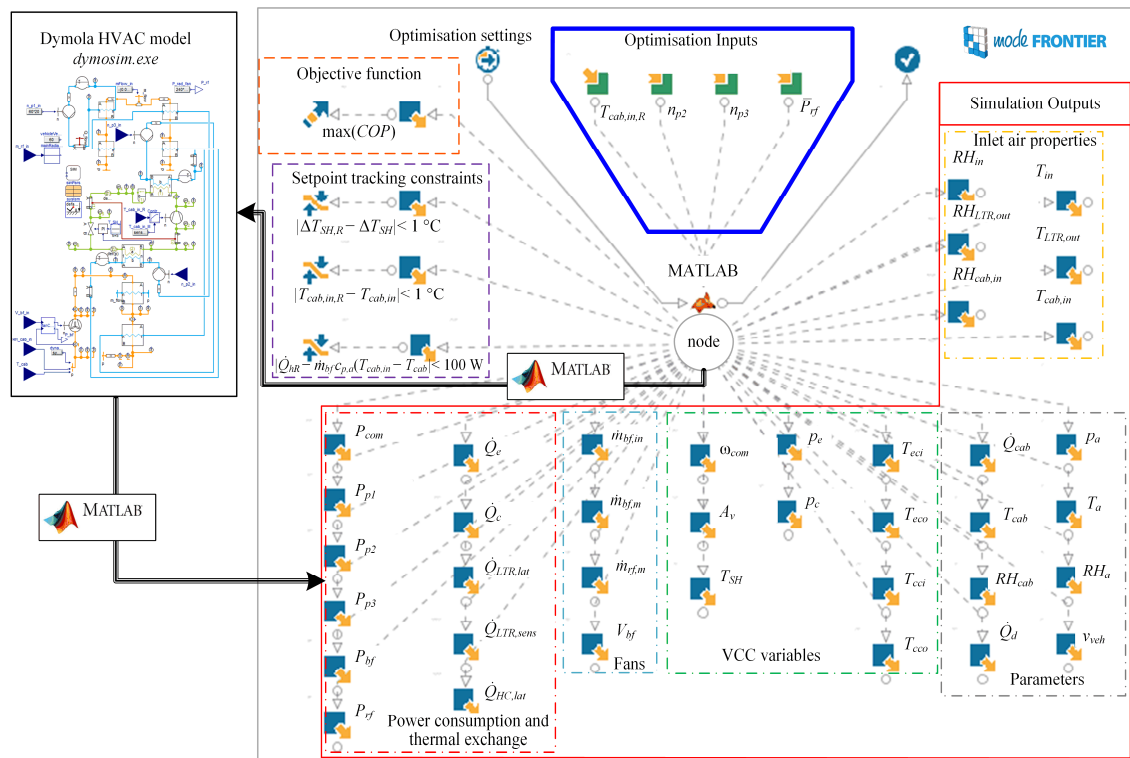 Dymola HVAC model
dymosim.exe
Optimisation settings
Optimisation Inputs
mode FRONTIER
T_cab,in,R
n_p2
n_p3
P̅_rf
Objective function
max(COP)
Setpoint tracking constraints
|ΔT_SH,R − ΔT_SH| < 1 °C
|T_cab,in,R − T_cab,in| < 1 °C
|Q̇_hR − ṁ_bf c_p,a(T_cab,in − T_cab| < 100 W
MATLAB
node
MATLAB
MATLAB
Simulation Outputs
Inlet air properties
RH_in
T_in
RH_LTR,out
T_LTR,out
RH_cab,in
T_cab,in
P_com
P_p1
P_p2
P_p3
P_bf
P_rf
Q̇_e
Q̇_c
Q̇_LTR,lat
Q̇_LTR,sens
Q̇_HC,lat
Power consumption and
thermal exchange
ṁ_bf,in
ṁ_bf,m
ṁ_rf,m
V_bf
Fans
ω_com
A_v
T_SH
p_e
p_c
T_eci
T_eco
T_cci
T_cco
VCC variables
Q̇_cab
T_cab
RH_cab
Q̇_d
p_a
T_a
RH_a
v_veh
Parameters